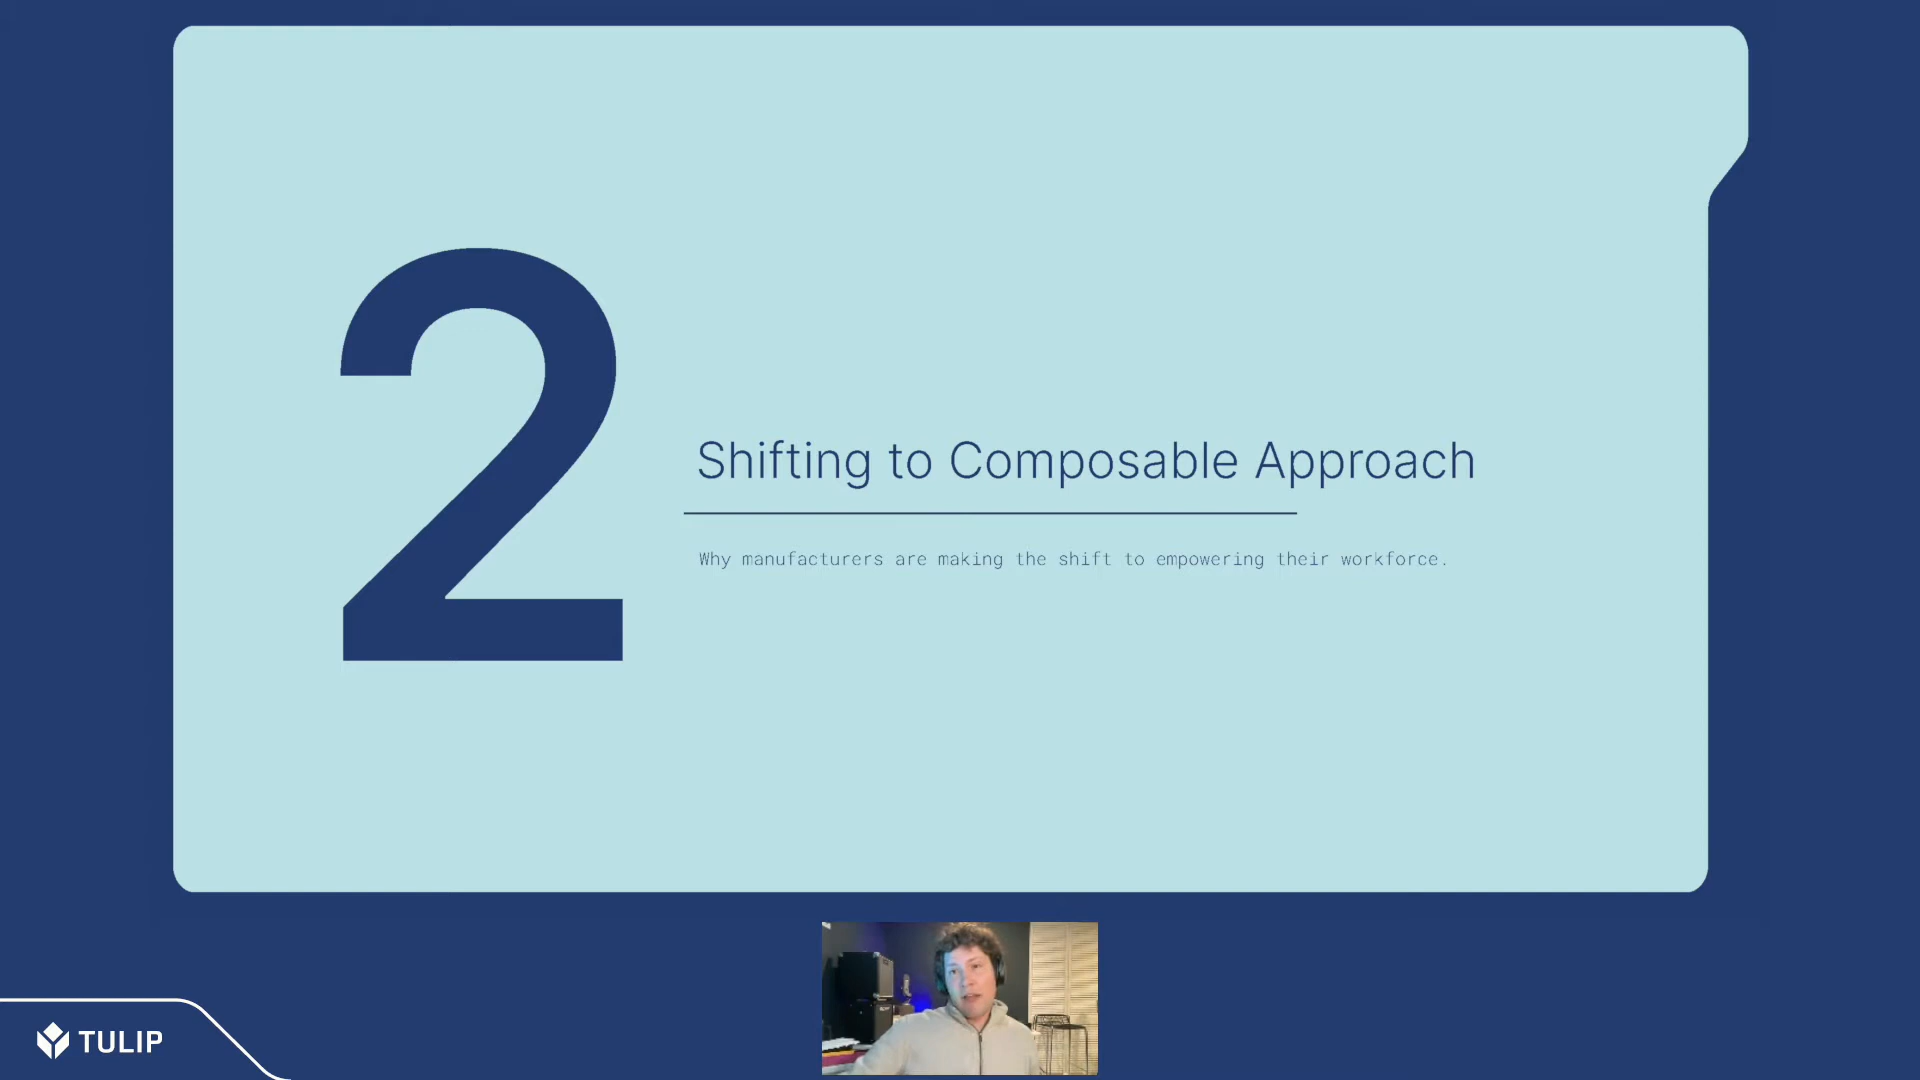 2
Shifting to Composable Approach
Why manufacturers are making the shift to empowering their workforce.
TULIP